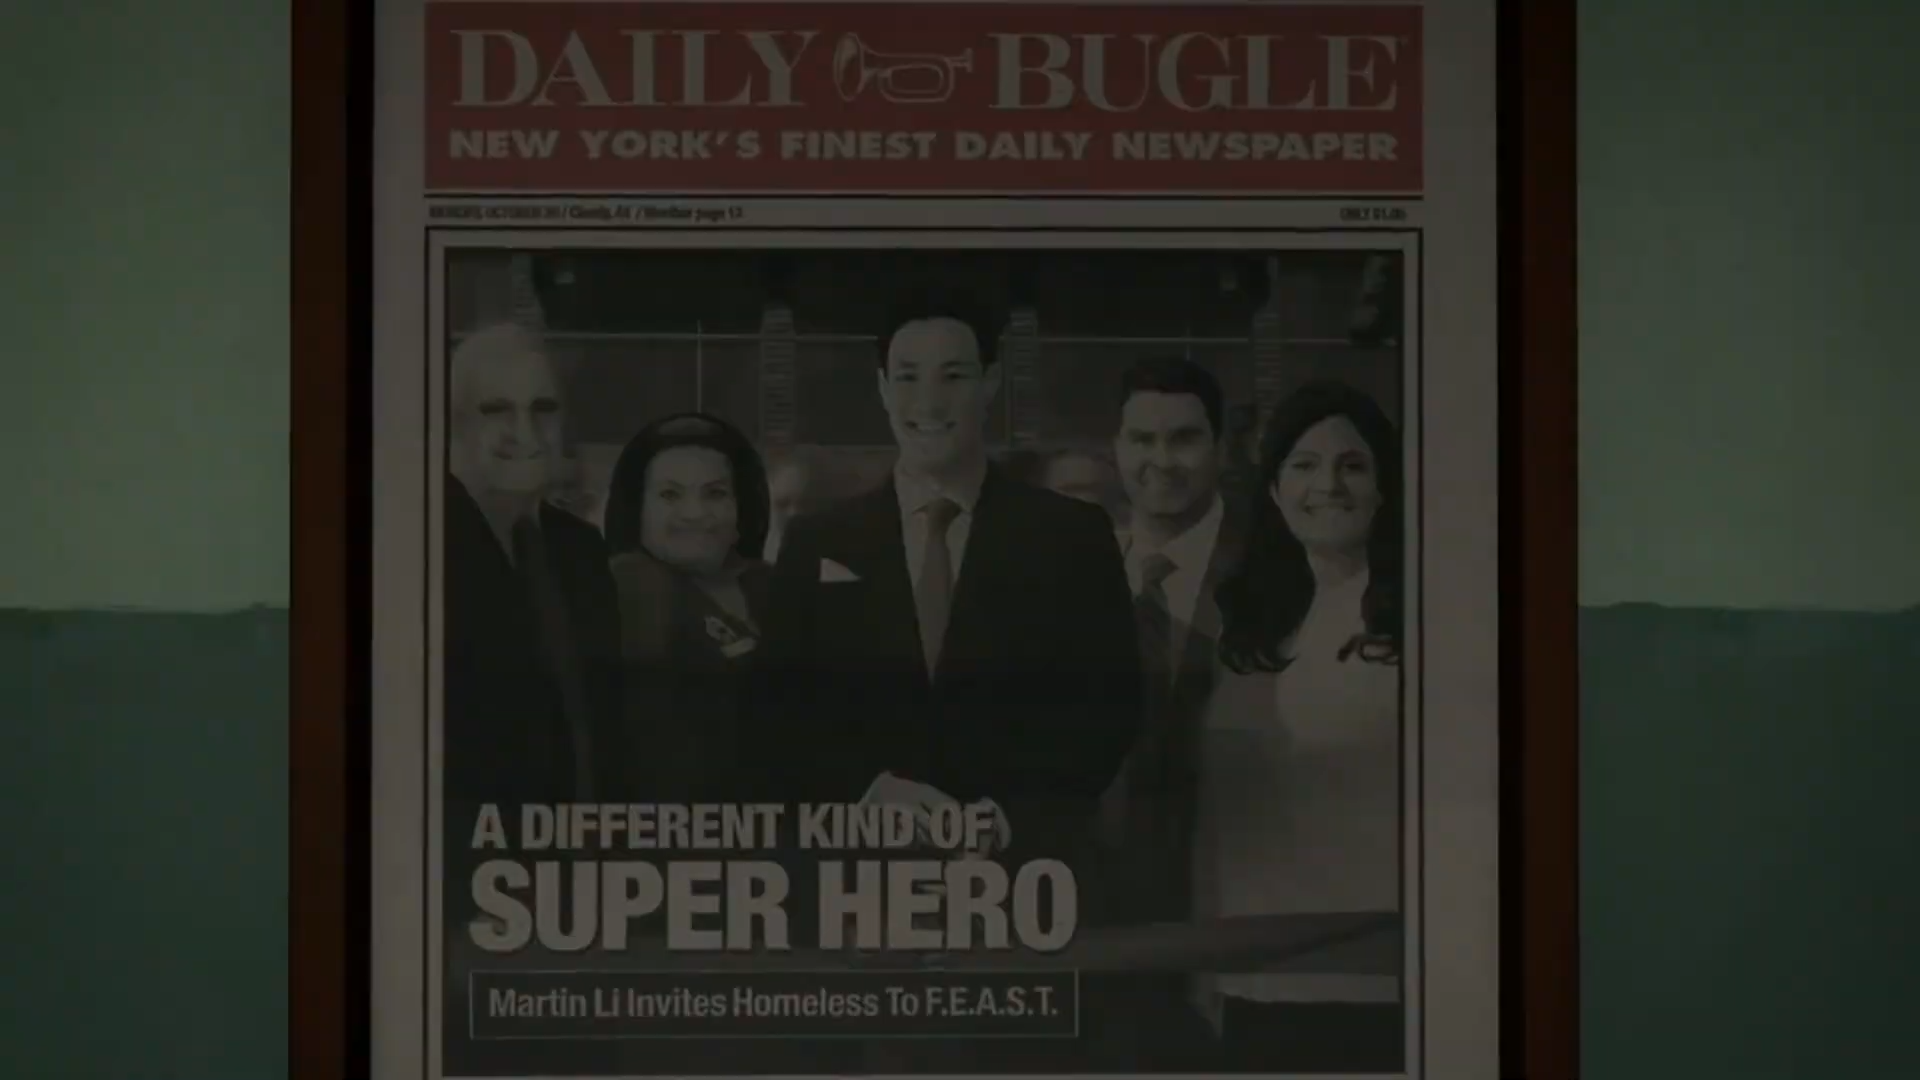 DAILY BUGLE
NEW YORK'S FINEST DAILY NEWSPAPER
A DIFFERENT KIND OF
SUPER HERO
Martin Li Invites Homeless To F.E.A.S.T.